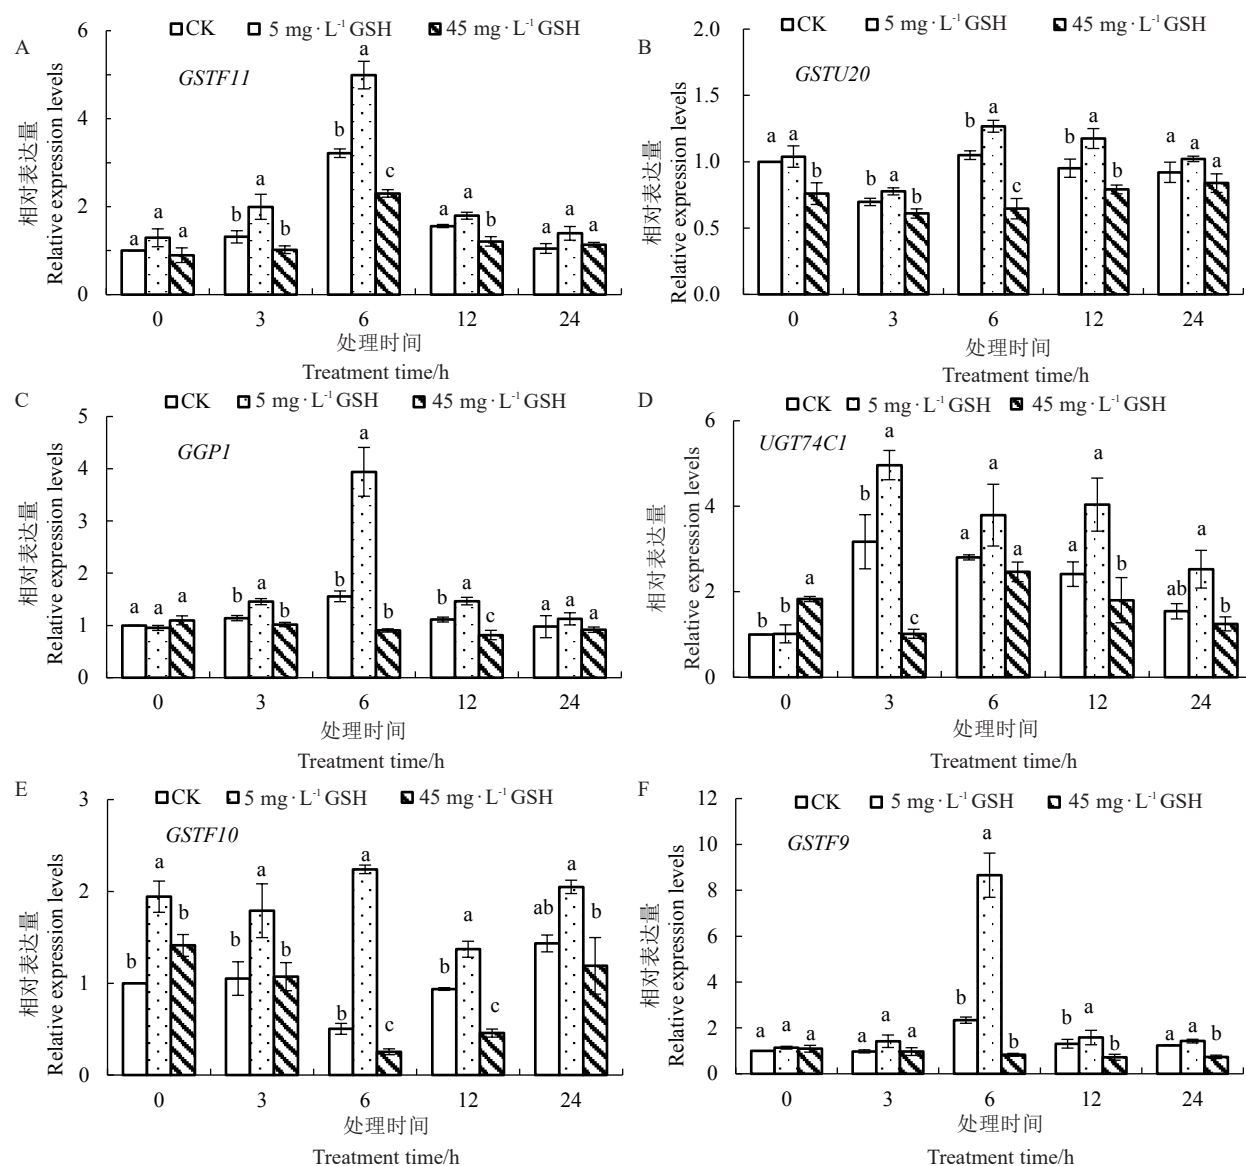 A
CK 5 mg·L⁻¹ GSH 45 mg·L⁻¹ GSH
GSTF11
相对表达量
Relative expression levels
6
4
2
0
a a a
b a b
b a c
a a b
a a a
0 3 6 12 24
处理时间
Treatment time/h
B
CK 5 mg·L⁻¹ GSH 45 mg·L⁻¹ GSH
GSTU20
相对表达量
Relative expression levels
2.0
1.5
1.0
0.5
0.0
a a b
b a b
b a c
b a b
a a a
0 3 6 12 24
处理时间
Treatment time/h
C
CK 5 mg·L⁻¹ GSH 45 mg·L⁻¹ GSH
GGP1
相对表达量
Relative expression levels
5
4
3
2
1
0
a a a
b a b
b a b
b a c
a a a
0 3 6 12 24
处理时间
Treatment time/h
D
CK 5 mg·L⁻¹ GSH 45 mg·L⁻¹ GSH
UGT74C1
相对表达量
Relative expression levels
6
4
2
0
b b a
b a c
a a a
a a b
ab a b
0 3 6 12 24
处理时间
Treatment time/h
E
CK 5 mg·L⁻¹ GSH 45 mg·L⁻¹ GSH
GSTF10
相对表达量
Relative expression levels
3
2
1
0
b a b
b a b
b a c
b a c
ab a b
0 3 6 12 24
处理时间
Treatment time/h
F
CK 5 mg·L⁻¹ GSH 45 mg·L⁻¹ GSH
GSTF9
相对表达量
Relative expression levels
12
10
8
6
4
2
0
a a a
a a a
b a b
b a b
a a b
0 3 6 12 24
处理时间
Treatment time/h